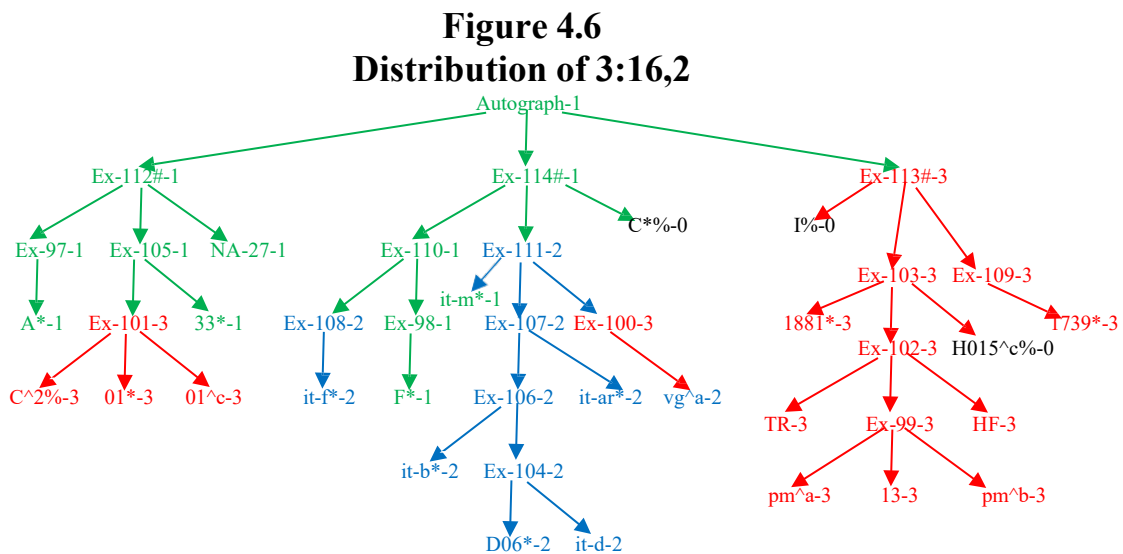 Figure 4.6
Distribution of 3:16,2
Autograph-1
Ex-112#-1 Ex-114#-1 Ex-113#-3
C*%-0 I%-0
Ex-97-1 Ex-105-1 NA-27-1 Ex-110-1 Ex-111-2
Ex-103-3 Ex-109-3
it-m*-1
A*-1 Ex-101-3 33*-1 Ex-108-2 Ex-98-1 Ex-107-2 Ex-100-3 1881*-3 1739*-3
Ex-102-3 H015^c%-0
C^2%-3 01*-3 01^c-3 it-f*-2 F*-1 Ex-106-2 it-ar*-2 vg^a-2
TR-3 Ex-99-3 HF-3
it-b*-2 Ex-104-2
pm^a-3 13-3 pm^b-3
D06*-2 it-d-2